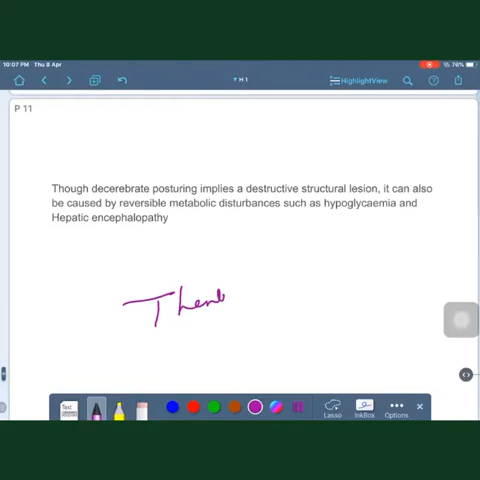 10:07 PM Thu 8 Apr
76%
H 1
HighlightView
P 11
Though decerebrate posturing implies a destructive structural lesion, it can also
be caused by reversible metabolic disturbances such as hypoglycaemia and
Hepatic encephalopathy
Text
Lasso
InkBox
Options